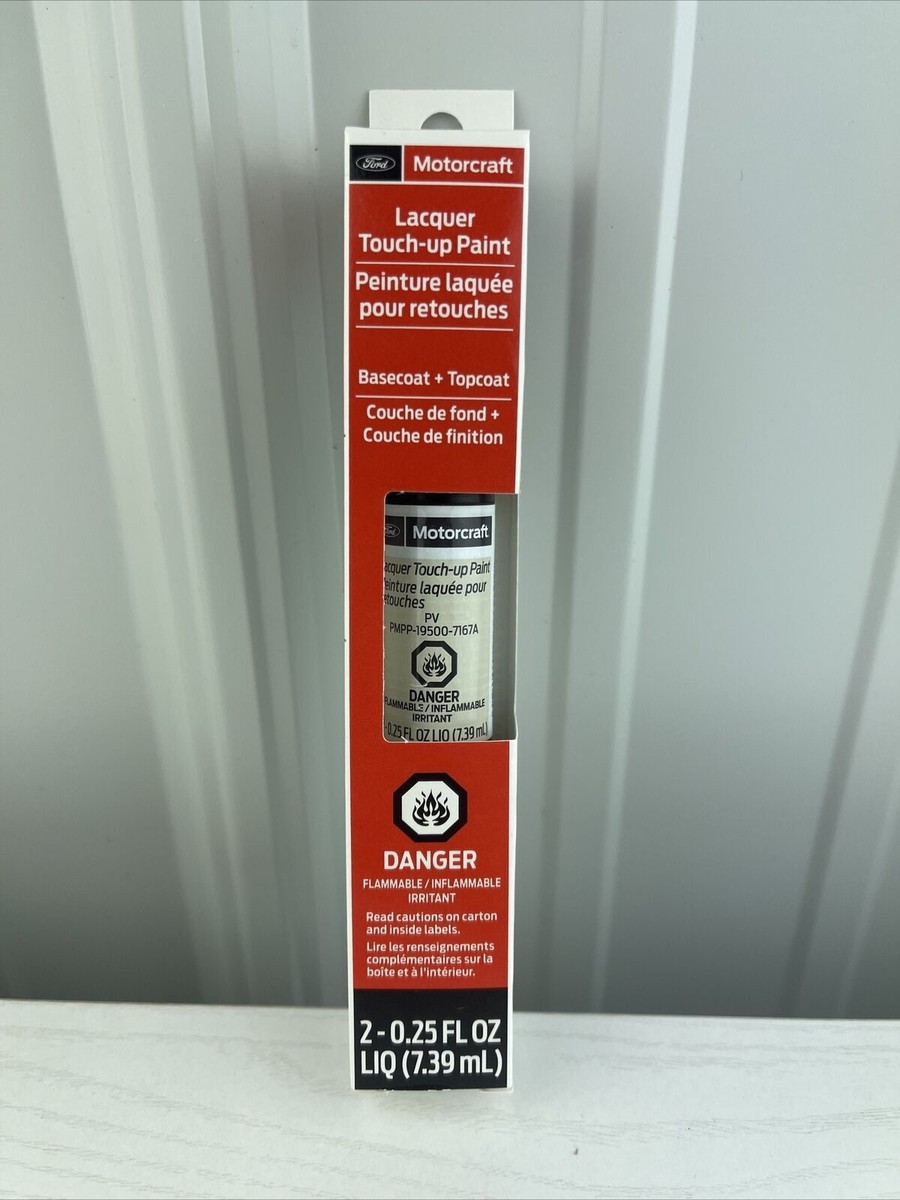 Ford Motorcraft
Lacquer
Touch-up Paint
Peinture laquée
pour retouches
Basecoat + Topcoat
Couche de fond +
Couche de finition
Ford Motorcraft
acquer Touch-up Paint
einture laquée pour
etouches
PV
PMPP-19500-7167A
DANGER
FLAMMABLE / INFLAMMABLE
IRRITANT
-0.25 FL OZ LIQ (7.39 mL)
DANGER
FLAMMABLE / INFLAMMABLE
IRRITANT
Read cautions on carton
and inside labels.
Lire les renseignements
complémentaires sur la
boîte et à l'intérieur.
2 - 0.25 FL OZ
LIQ (7.39 mL)